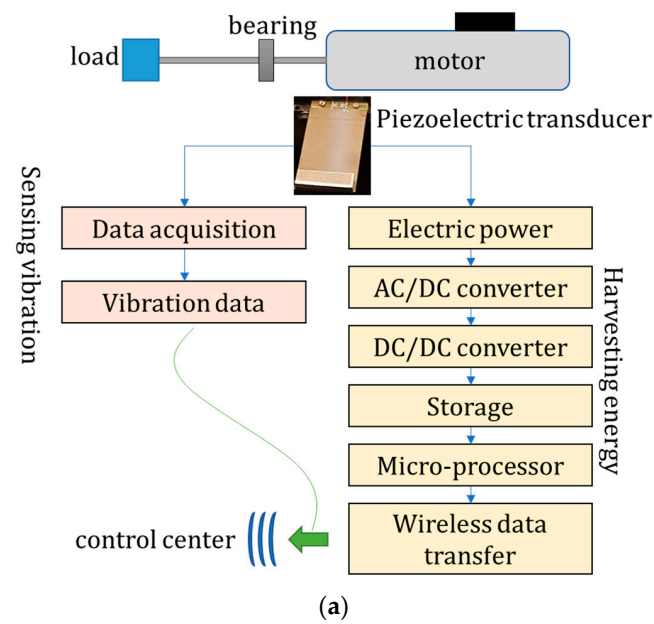 bearing
load
motor
Piezoelectric transducer
Sensing vibration
Data acquisition
Vibration data
Electric power
AC/DC converter
DC/DC converter
Storage
Micro-processor
Wireless data
transfer
Harvesting energy
control center
(a)